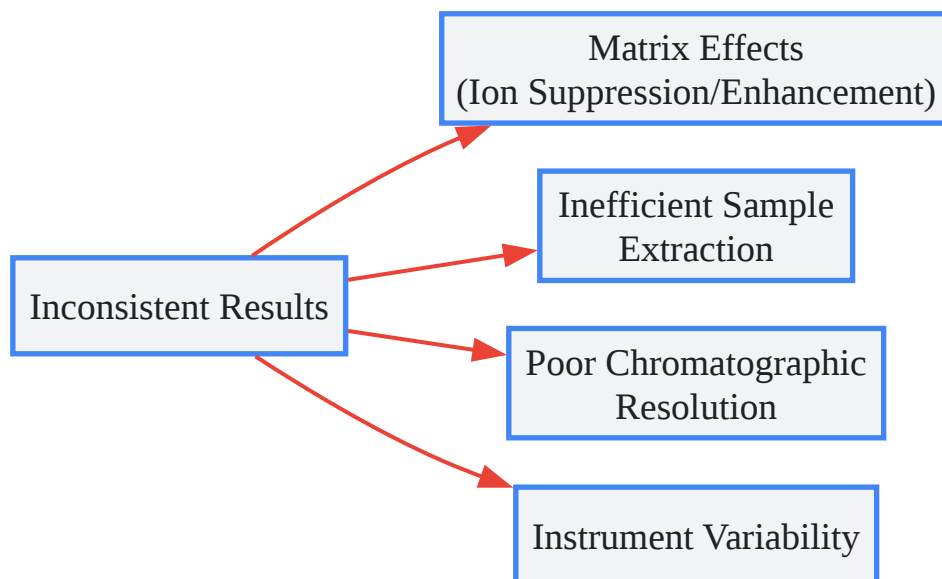 Matrix Effects
(Ion Suppression/Enhancement)
Inefficient Sample
Extraction
Inconsistent Results
Poor Chromatographic
Resolution
Instrument Variability